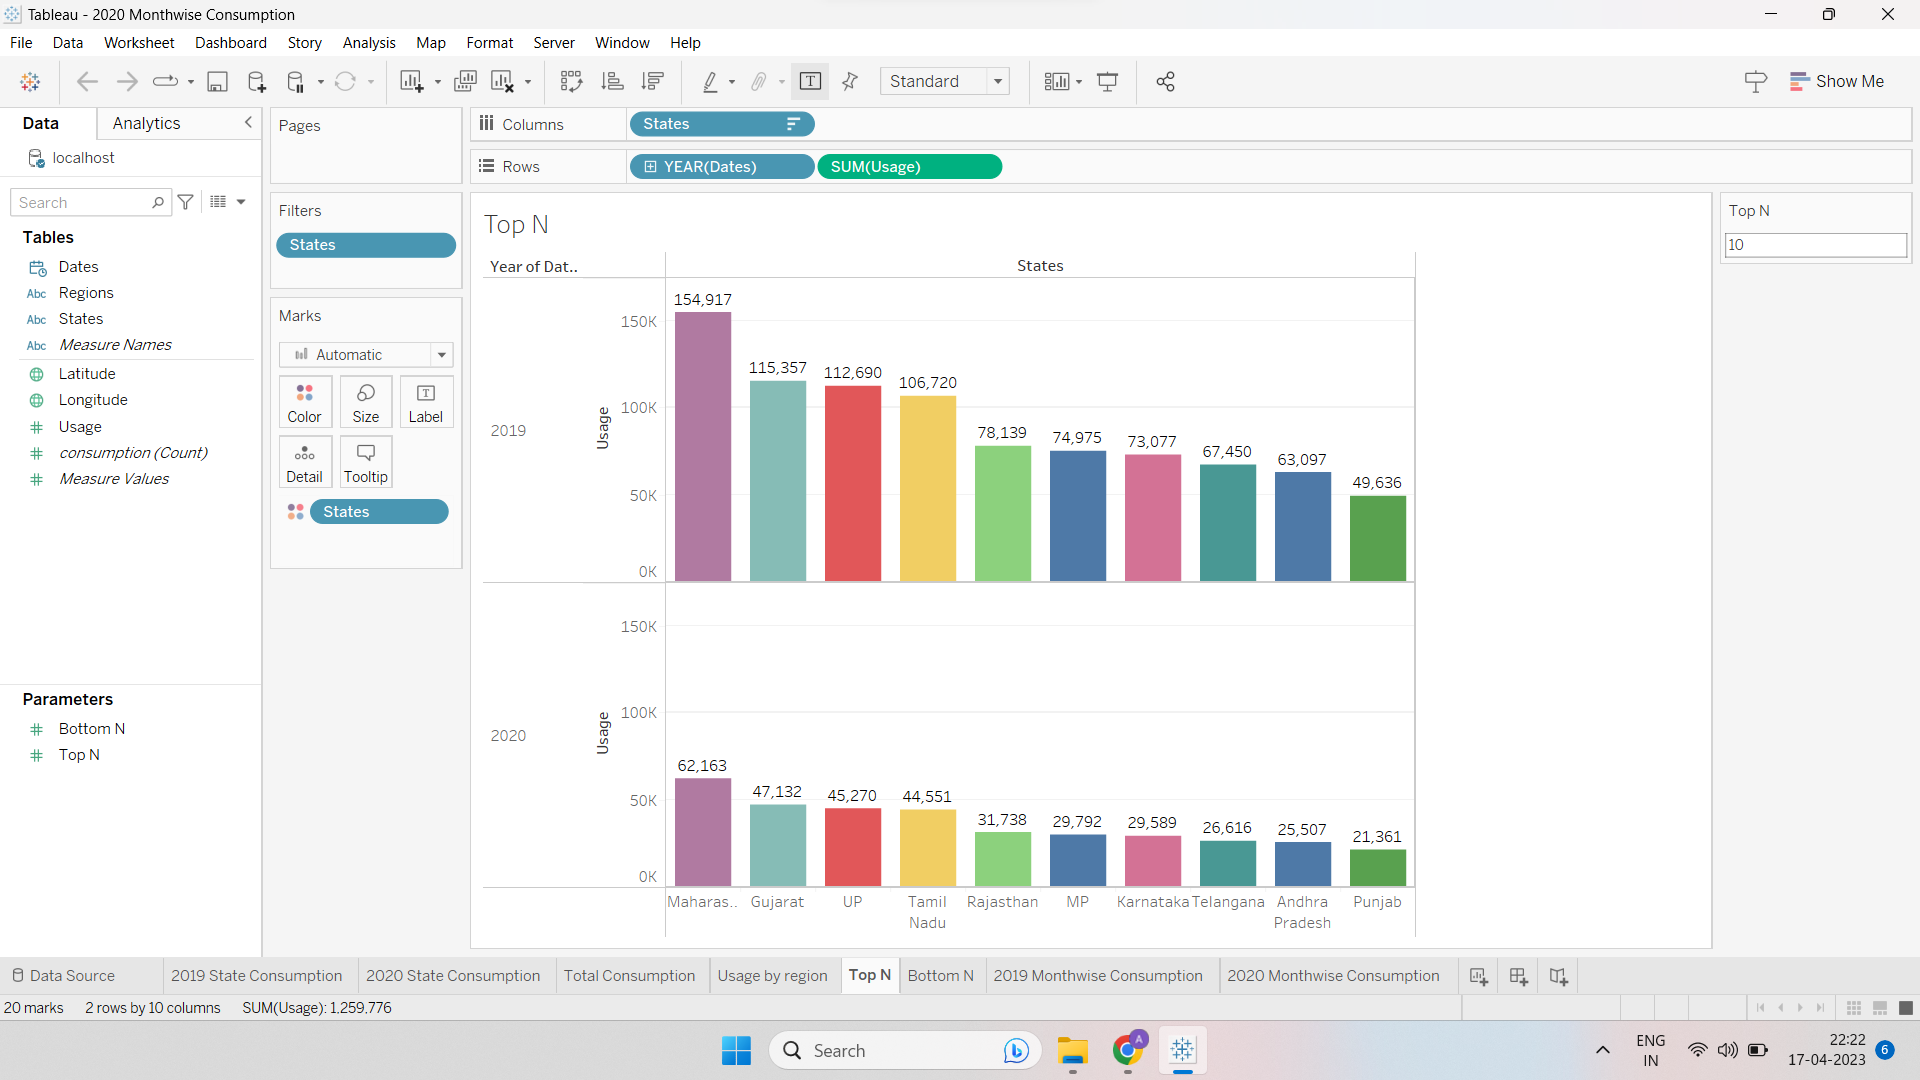 Tableau - 2020 Monthwise Consumption
File Data Worksheet Dashboard Story Analysis Map Format Server Window Help
Standard
Show Me
Data Analytics
localhost
Search
Tables
Dates
Abc Regions
Abc States
Abc Measure Names
Latitude
Longitude
# Usage
# consumption (Count)
# Measure Values
Parameters
# Bottom N
# Top N
Pages
Filters
States
Marks
Automatic
Color Size Label
Detail Tooltip
States
Columns States
Rows YEAR(Dates) SUM(Usage)
Top N
Year of Dat.. States
2019
Usage
150K
100K
50K
0K
154,917
115,357
112,690
106,720
78,139
74,975
73,077
67,450
63,097
49,636
2020
Usage
150K
100K
50K
0K
62,163
47,132
45,270
44,551
31,738
29,792
29,589
26,616
25,507
21,361
Maharas.. Gujarat UP Tamil Nadu Rajasthan MP Karnataka Telangana Andhra Pradesh Punjab
Top N
10
Data Source 2019 State Consumption 2020 State Consumption Total Consumption Usage by region Top N Bottom N 2019 Monthwise Consumption 2020 Monthwise Consumption
20 marks 2 rows by 10 columns SUM(Usage): 1,259,776
Search
A
ENG
IN
22:22
17-04-2023
6